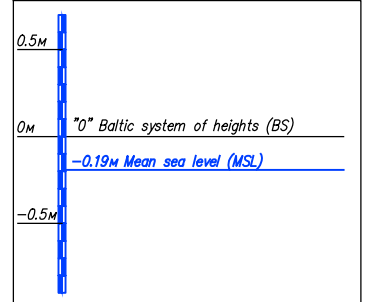 0.5м
0м "0" Baltic system of heights (BS)
-0.19м Mean sea level (MSL)
-0.5м